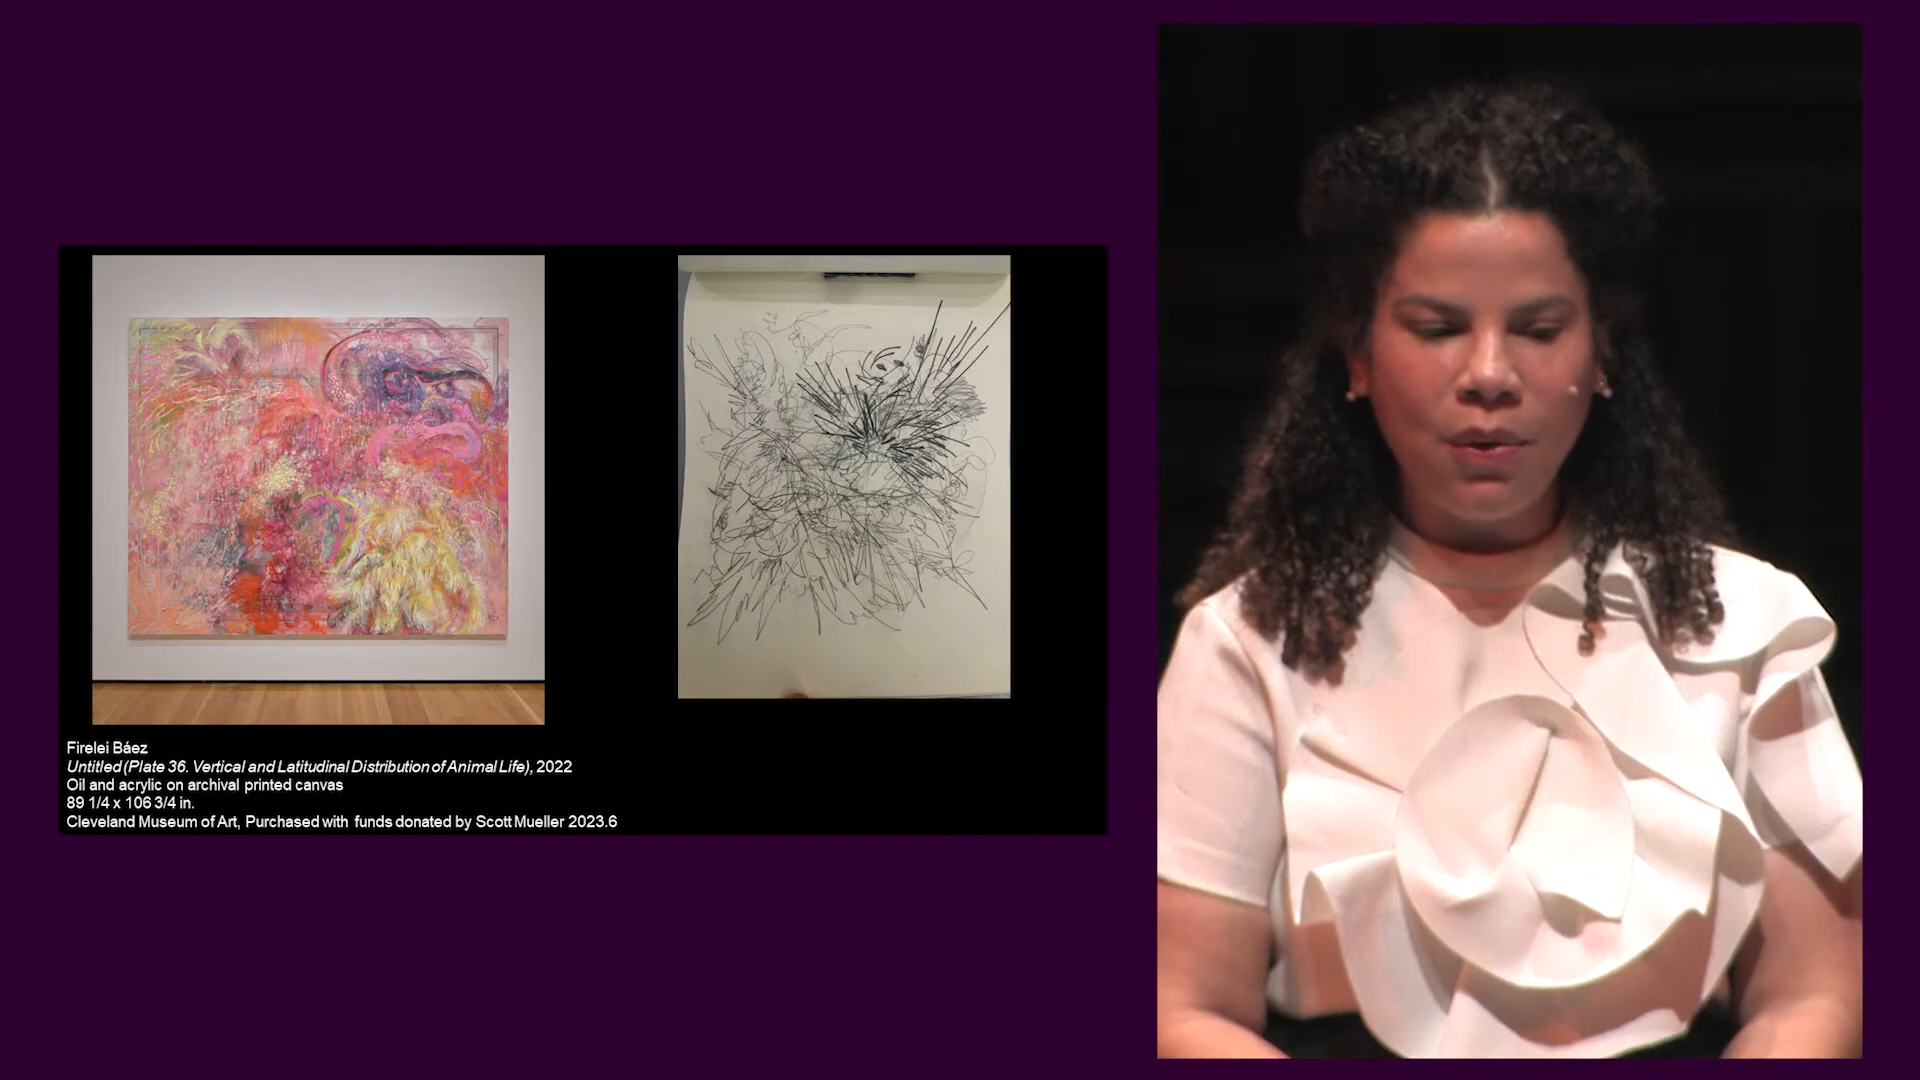 Firelei Báez
Untitled (Plate 36. Vertical and Latitudinal Distribution of Animal Life), 2022
Oil and acrylic on archival printed canvas
89 1/4 x 106 3/4 in.
Cleveland Museum of Art, Purchased with funds donated by Scott Mueller 2023.6